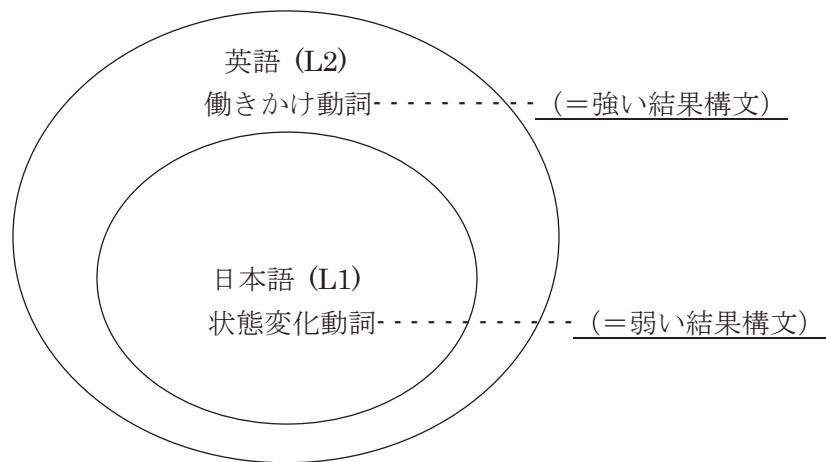 英語 (L2)
働きかけ動詞----------(＝強い結果構文)
日本語 (L1)
状態変化動詞------------(＝弱い結果構文)